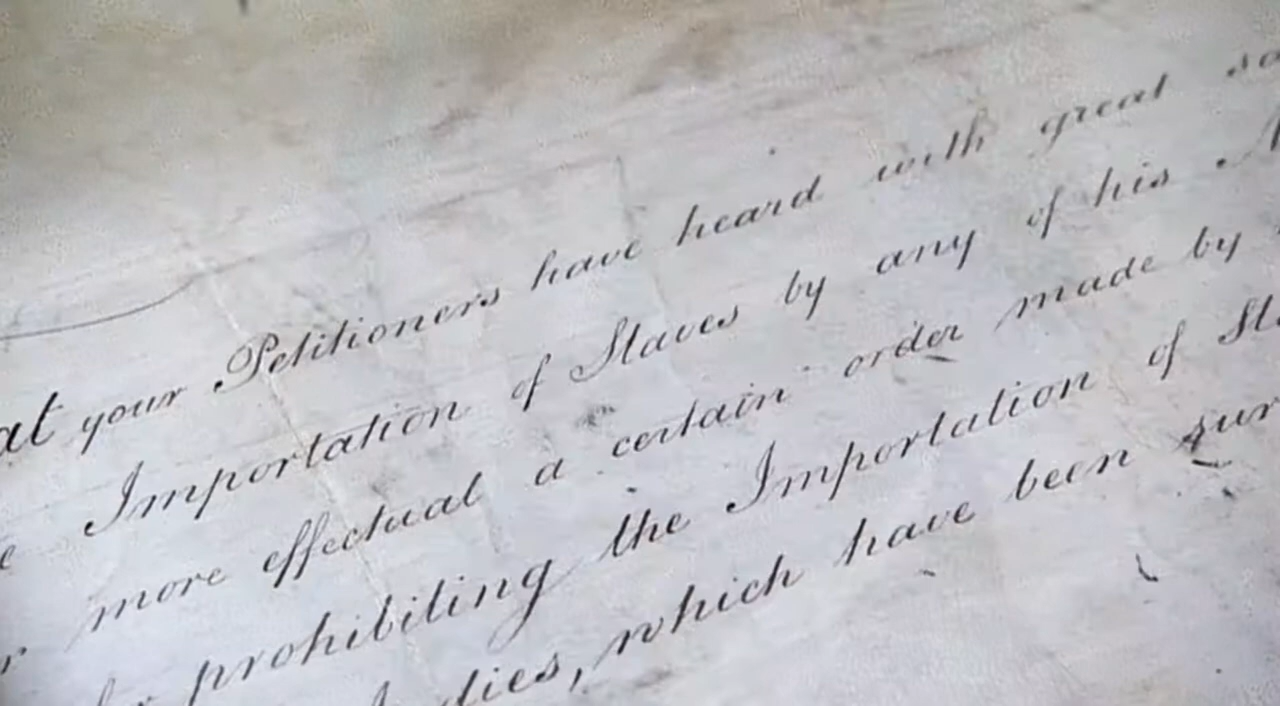 at your Petitioners have heard with great
Importation of Slaves by any of his
more effectual a certain order made by
prohibiting the Importation of
dies, which have been